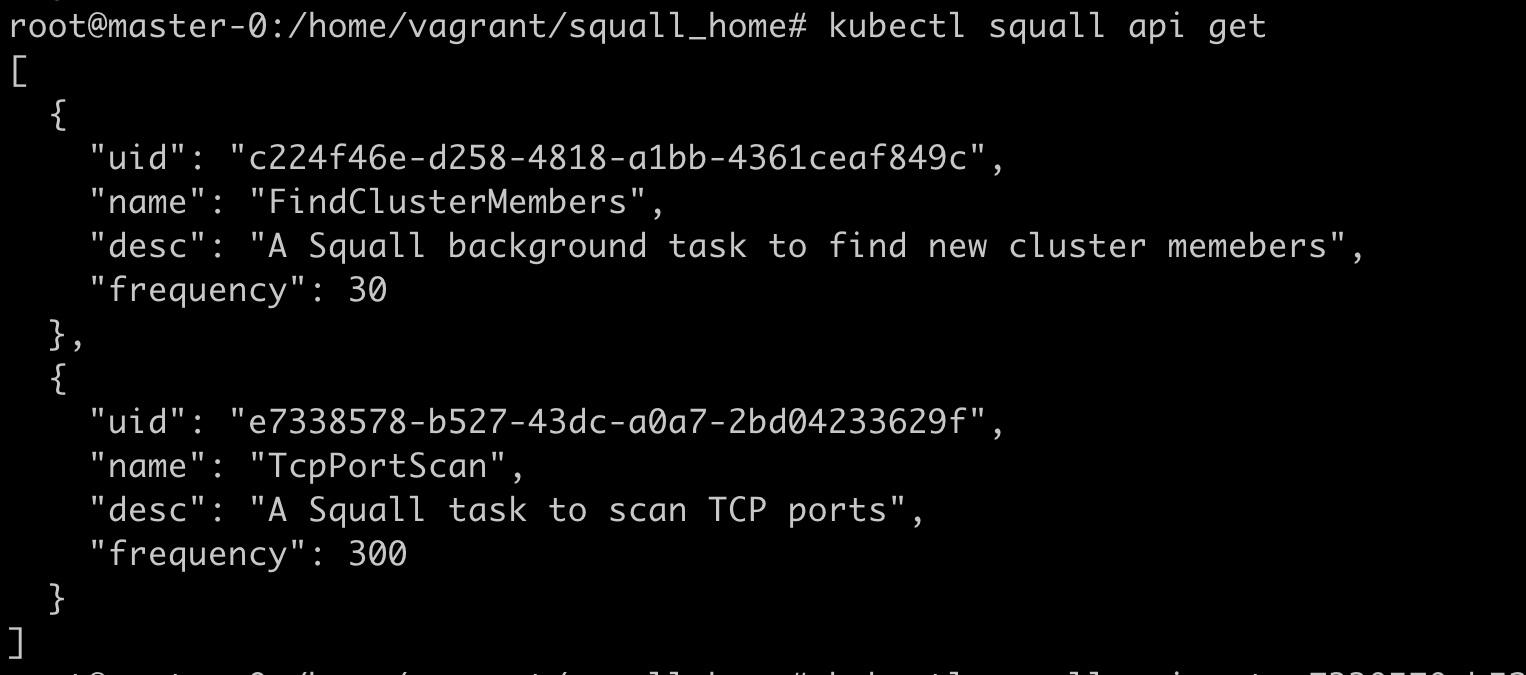 root@master-0:/home/vagrant/squall_home# kubectl squall api get
[
  {
    "uid": "c224f46e-d258-4818-a1bb-4361ceaf849c",
    "name": "FindClusterMembers",
    "desc": "A Squall background task to find new cluster memebers",
    "frequency": 30
  },
  {
    "uid": "e7338578-b527-43dc-a0a7-2bd04233629f",
    "name": "TcpPortScan",
    "desc": "A Squall task to scan TCP ports",
    "frequency": 300
  }
]